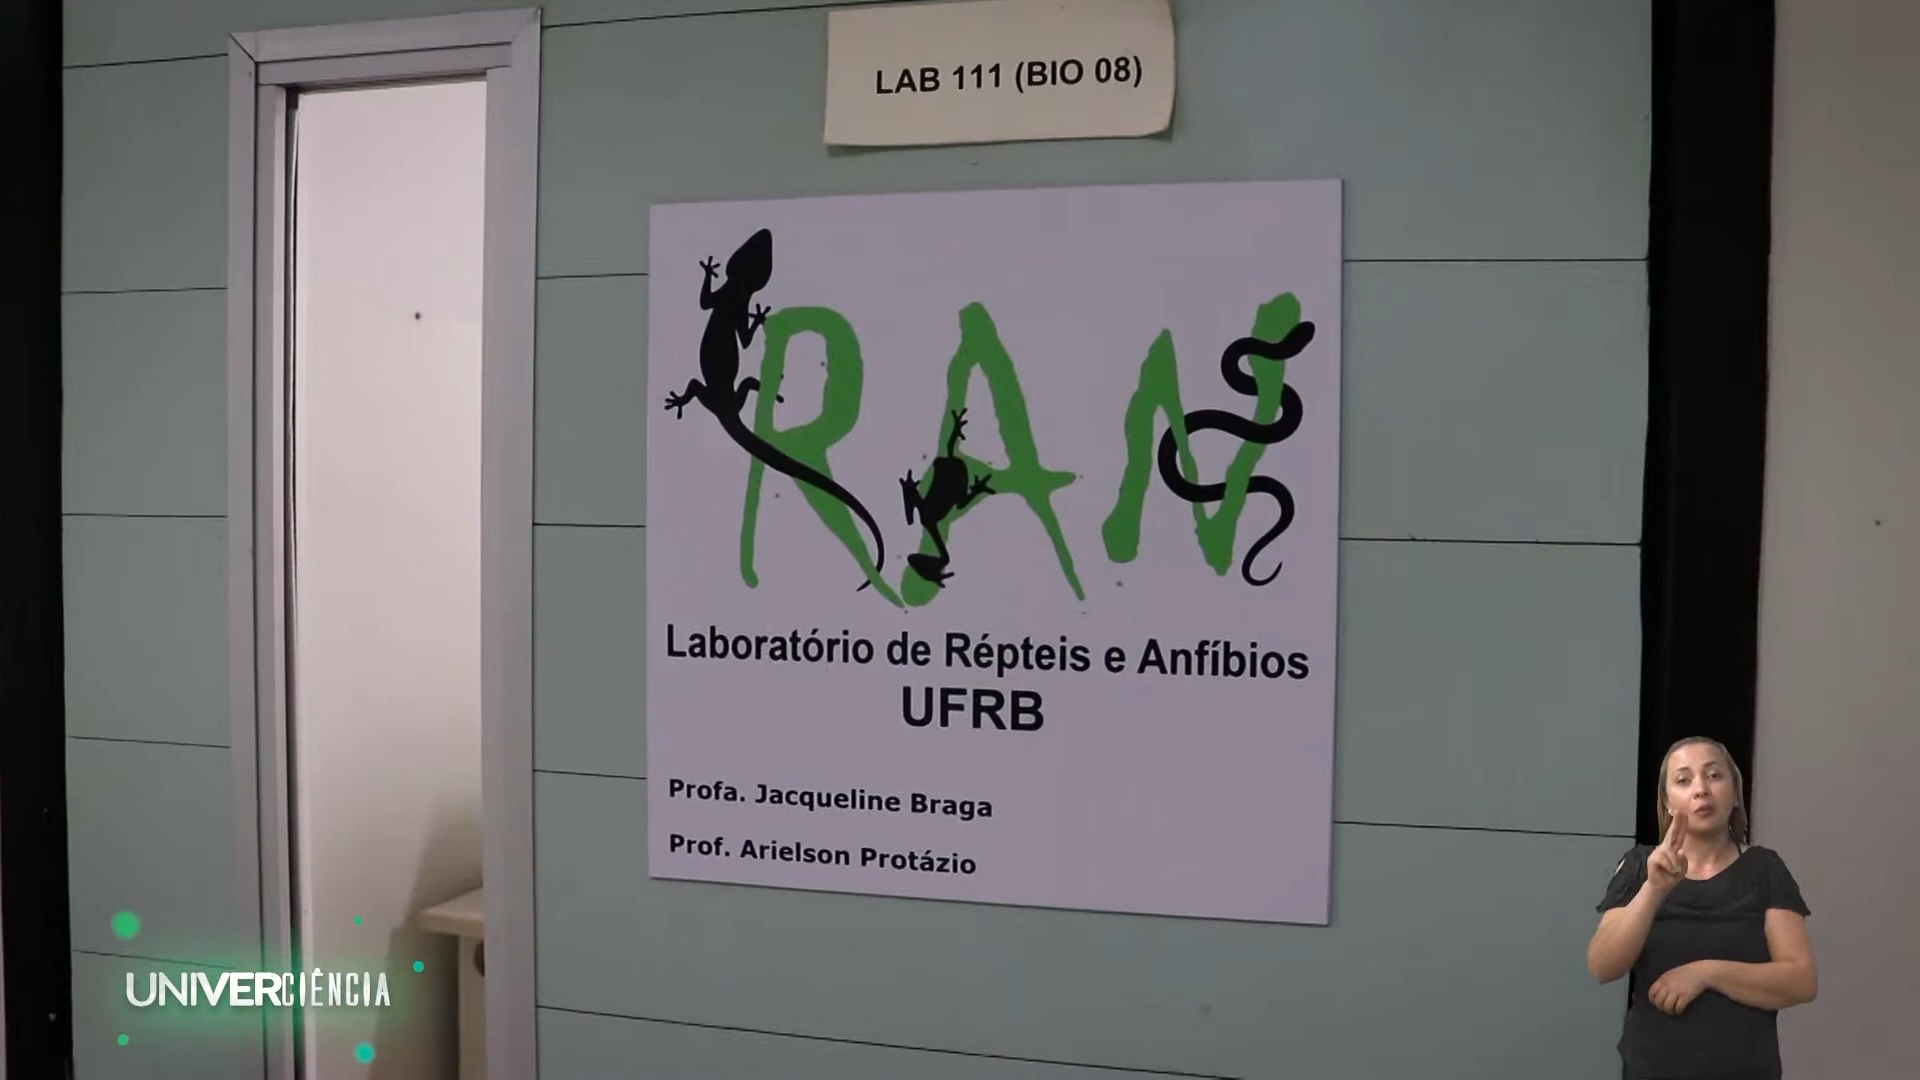 LAB 111 (BIO 08)
RAN
Laboratório de Répteis e Anfíbios
UFRB
Profa. Jacqueline Braga
Prof. Arielson Protázio
UNIVERCIÊNCIA